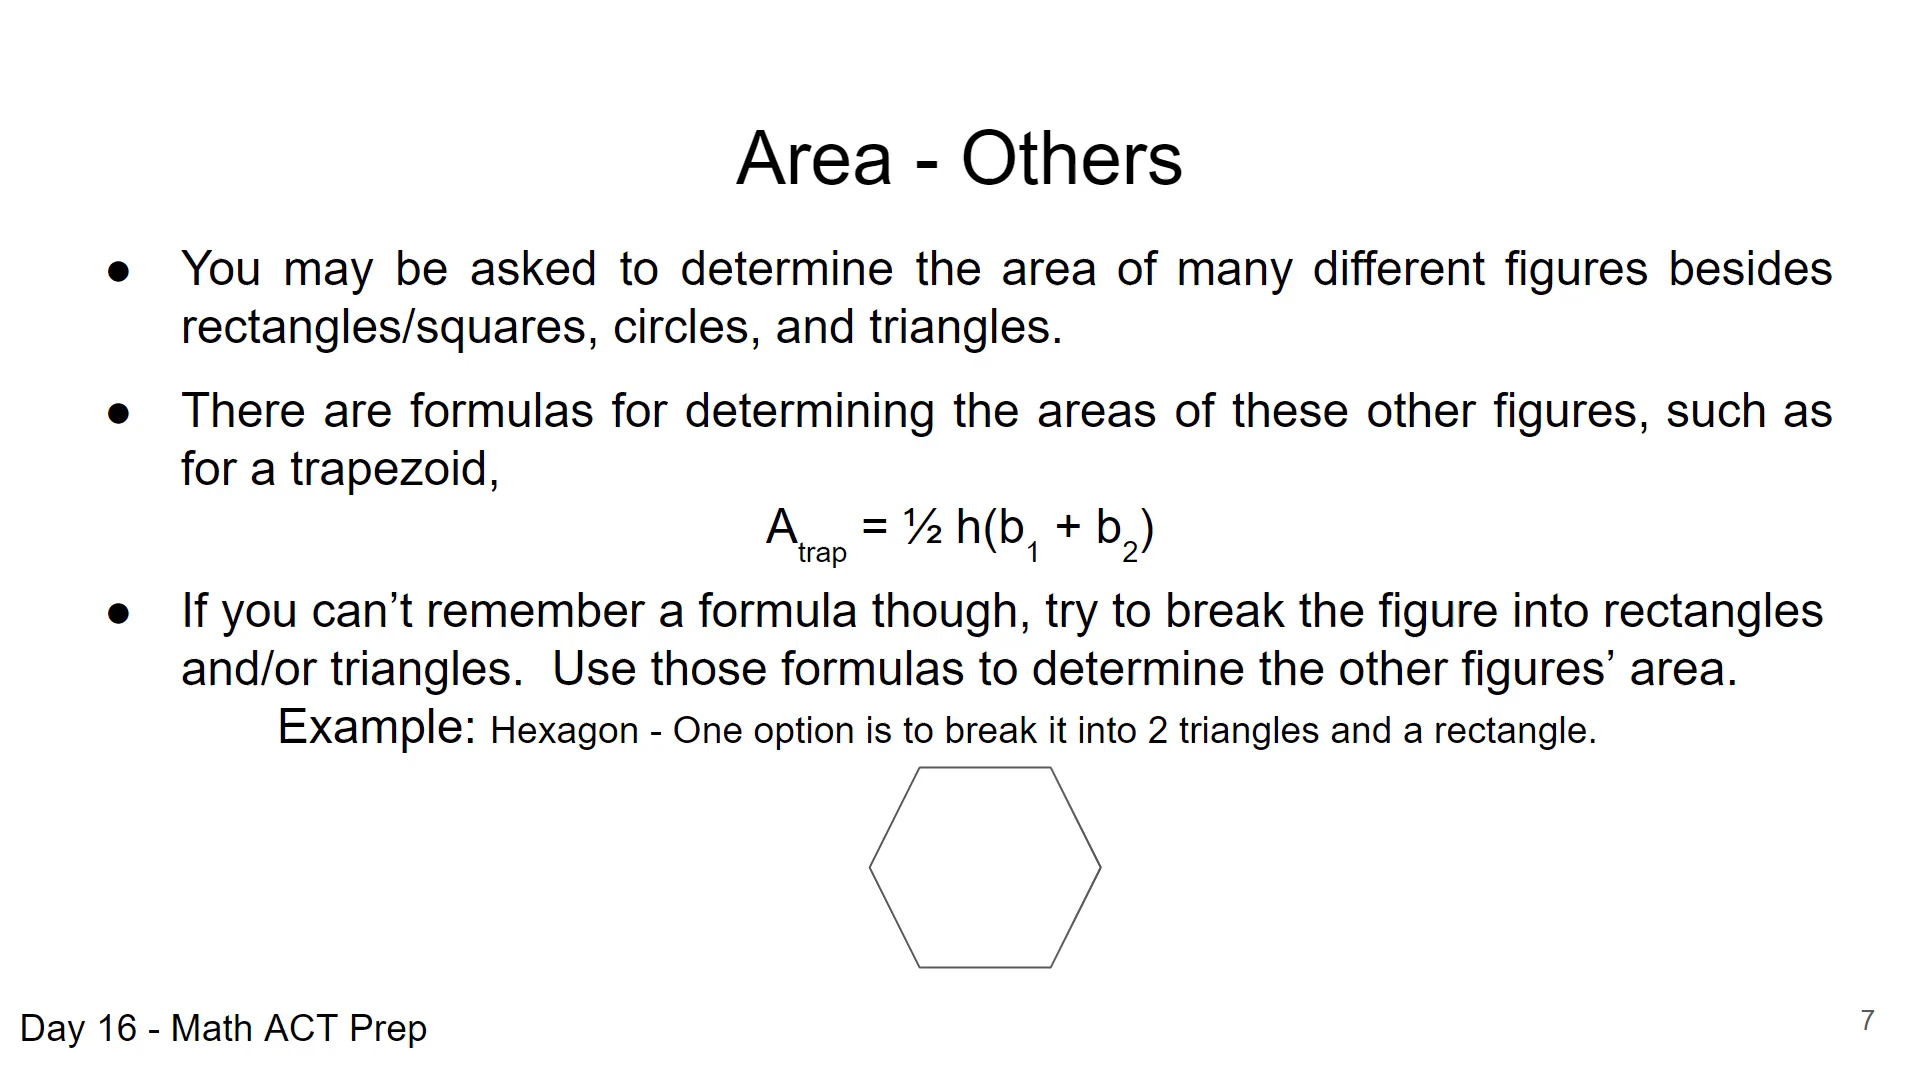 Area - Others
● You may be asked to determine the area of many different figures besides
rectangles/squares, circles, and triangles.
● There are formulas for determining the areas of these other figures, such as
for a trapezoid,
A_trap = ½ h(b_1 + b_2)
● If you can’t remember a formula though, try to break the figure into rectangles
and/or triangles.  Use those formulas to determine the other figures’ area.
Example: Hexagon - One option is to break it into 2 triangles and a rectangle.
Day 16 - Math ACT Prep
7